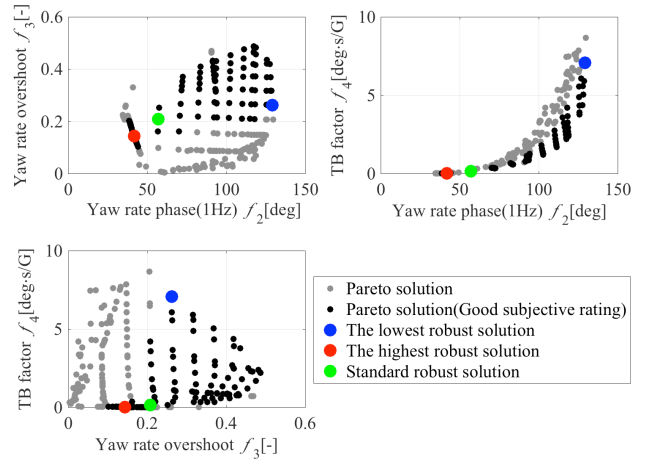 Yaw rate overshoot f3[-]
0.6
0.4
0.2
0
0 50 100 150
Yaw rate phase(1Hz) f2[deg]
TB factor f4[deg·s/G]
10
5
0
0 50 100 150
Yaw rate phase(1Hz) f2[deg]
TB factor f4[deg·s/G]
10
5
0
0 0.2 0.4 0.6
Yaw rate overshoot f3[-]
Pareto solution
Pareto solution(Good subjective rating)
The lowest robust solution
The highest robust solution
Standard robust solution